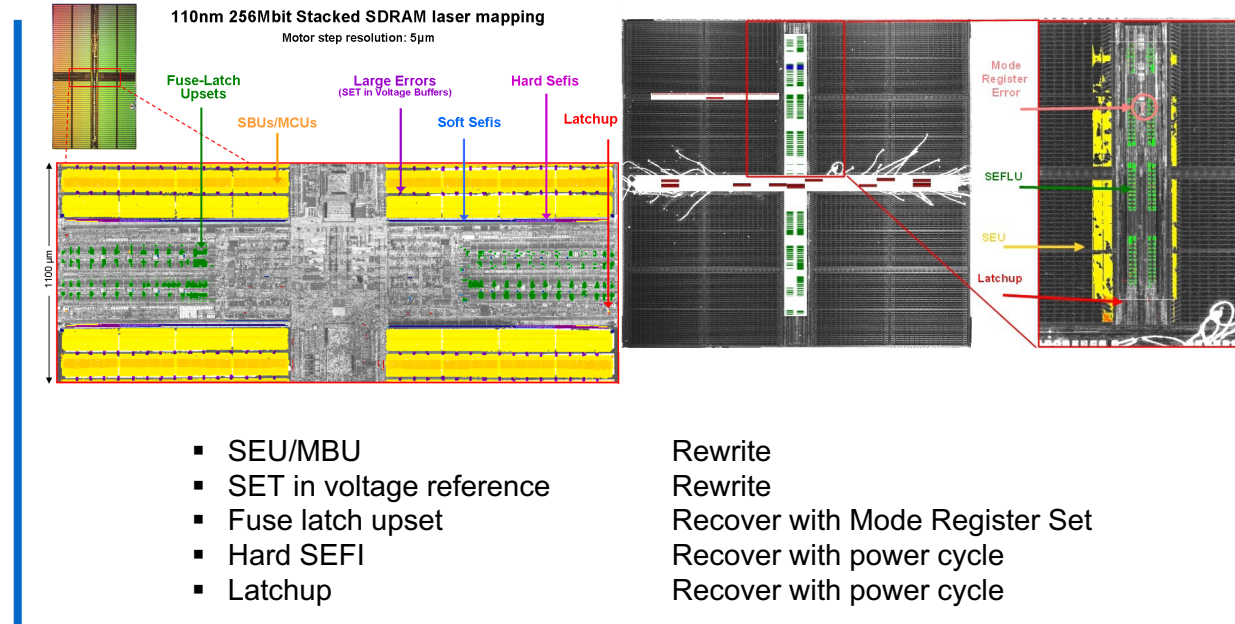 110nm 256Mbit Stacked SDRAM laser mapping
Motor step resolution: 5µm
Fuse-Latch
Upsets
SBUs/MCUs
Large Errors
(SET in Voltage Buffers)
Soft Sefis
Hard Sefis
Latchup
1100 µm
Mode
Register
Error
SEFLU
SEU
Latchup
▪ SEU/MBU Rewrite
▪ SET in voltage reference Rewrite
▪ Fuse latch upset Recover with Mode Register Set
▪ Hard SEFI Recover with power cycle
▪ Latchup Recover with power cycle